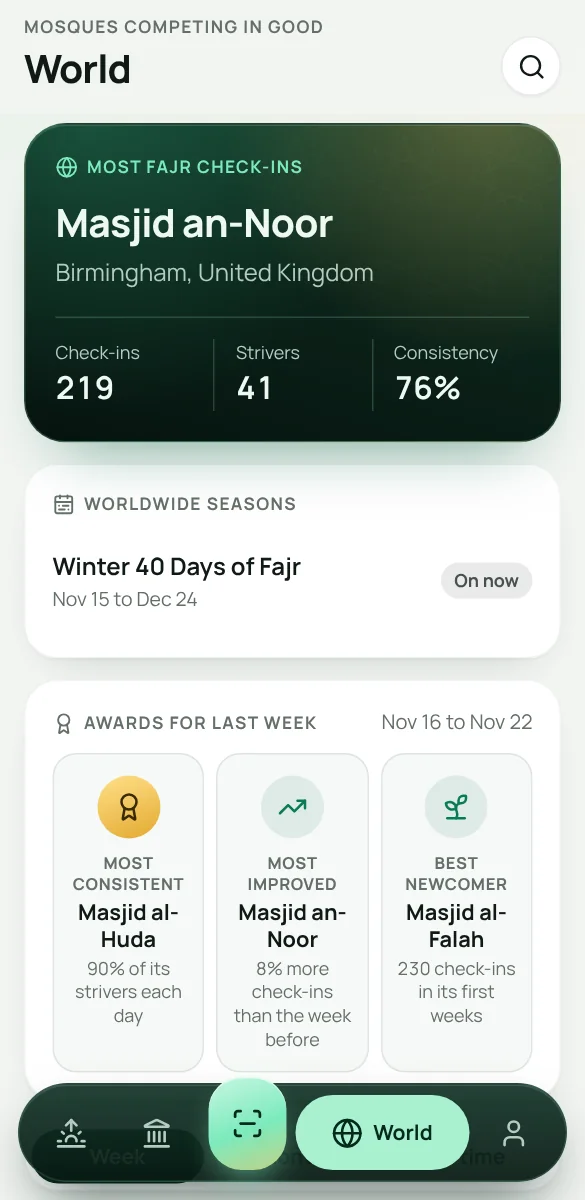 MOSQUES COMPETING IN GOOD
World
MOST FAJR CHECK-INS
Masjid an-Noor
Birmingham, United Kingdom
Check-ins
Strivers
Consistency
219
41
76%
WORLDWIDE SEASONS
Winter 40 Days of Fajr
On now
Nov 15 to Dec 24
AWARDS FOR LAST WEEK
Nov 16 to Nov 22
MOST
CONSISTENT
Masjid al-
Huda
90% of its
strivers each
day
MOST
IMPROVED
Masjid an-
Noor
8% more
check-ins
than the week
before
BEST
NEWCOMER
Masjid al-
Falah
230 check-ins
in its first
weeks
World
Week